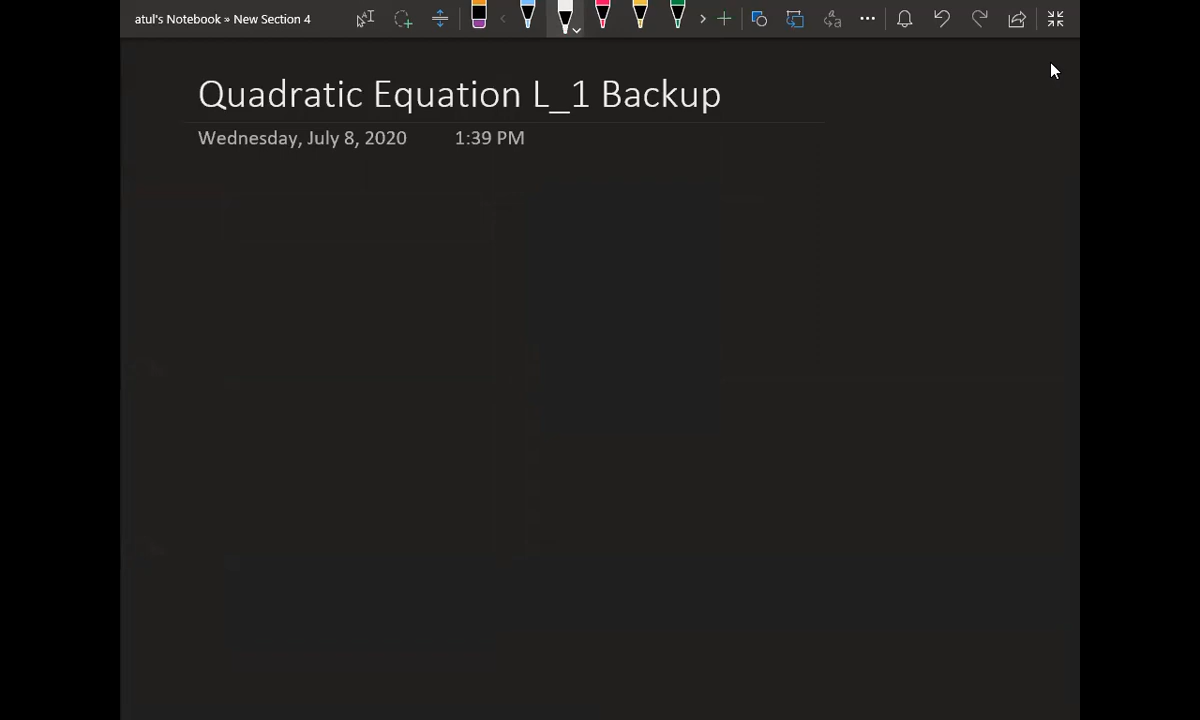 atul's Notebook » New Section 4
Quadratic Equation L_1 Backup
Wednesday, July 8, 2020 1:39 PM